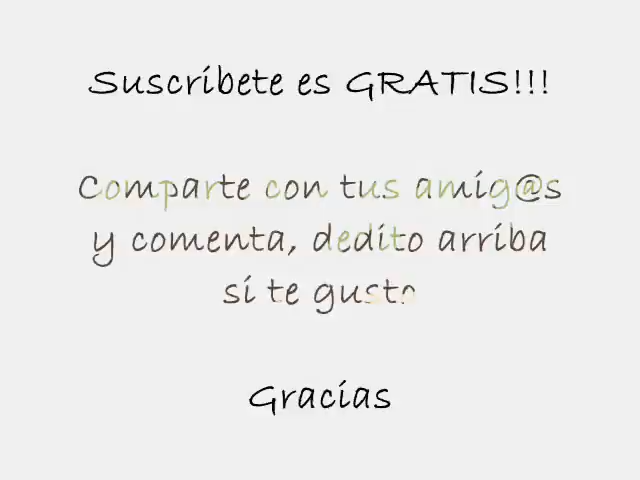 Suscribete es GRATIS!!!
Comparte con tus amig@s
y comenta, dedito arriba
si te gusto
Gracias